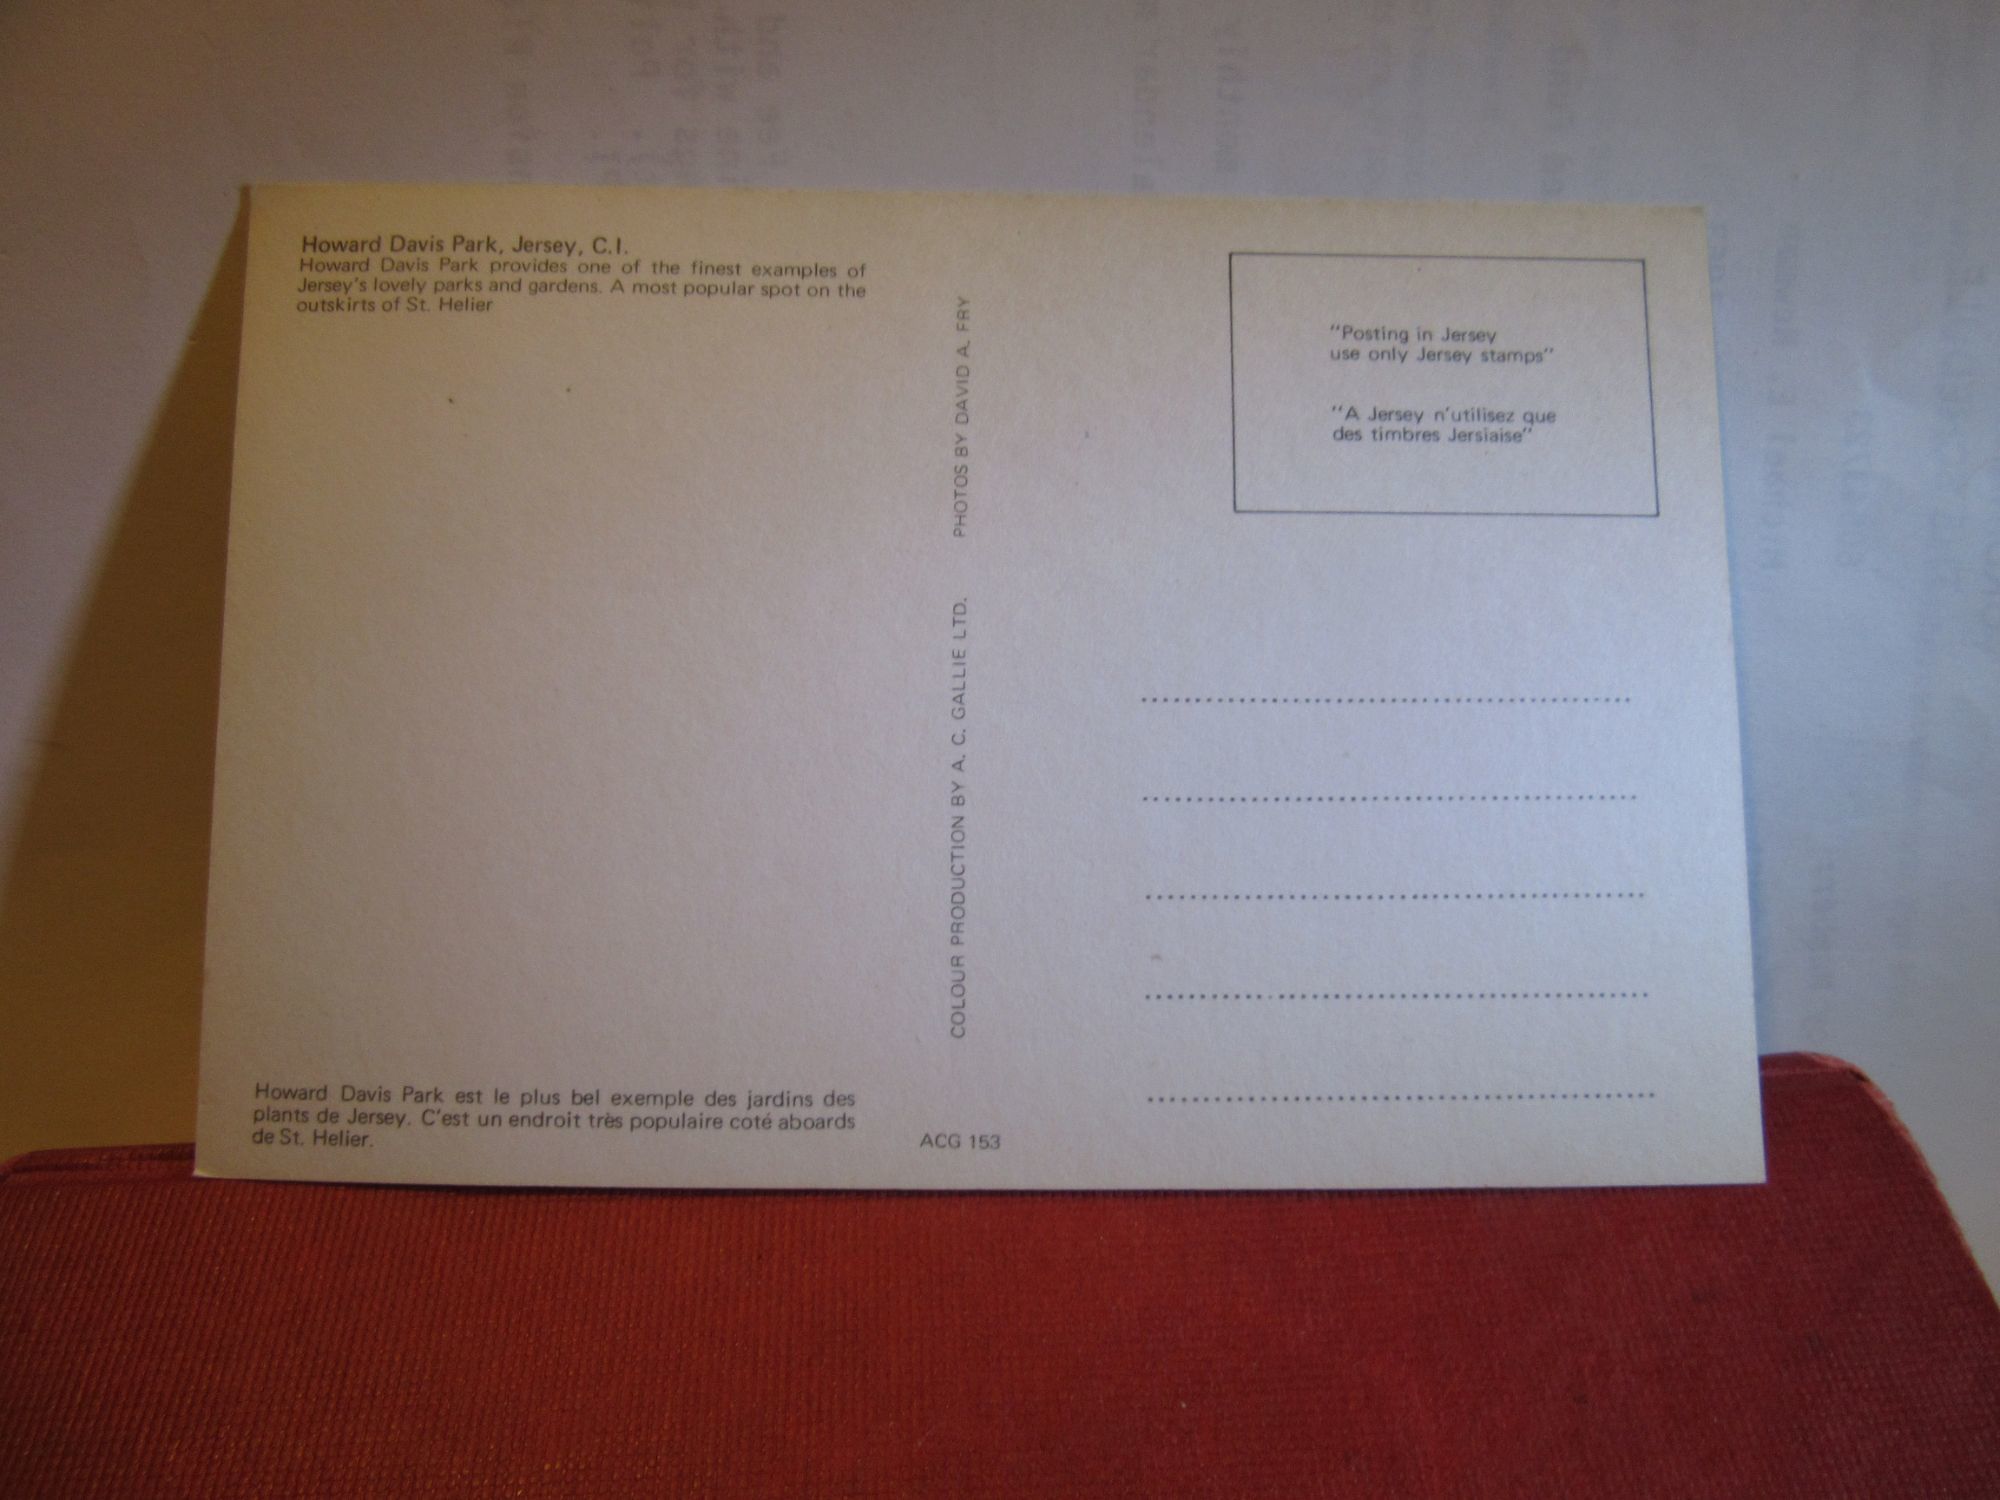 Howard Davis Park, Jersey, C.I.
Howard Davis Park provides one of the finest examples of
Jersey's lovely parks and gardens. A most popular spot on the
outskirts of St. Helier
"Posting in Jersey
use only Jersey stamps"
"A Jersey n'utilisez que
des timbres Jersiaise"
COLOUR PRODUCTION BY A. C. GALLIE LTD. PHOTOS BY DAVID A. FRY
Howard Davis Park est le plus bel exemple des jardins des
plants de Jersey. C'est un endroit très populaire coté aboards
de St. Helier.
ACG 153